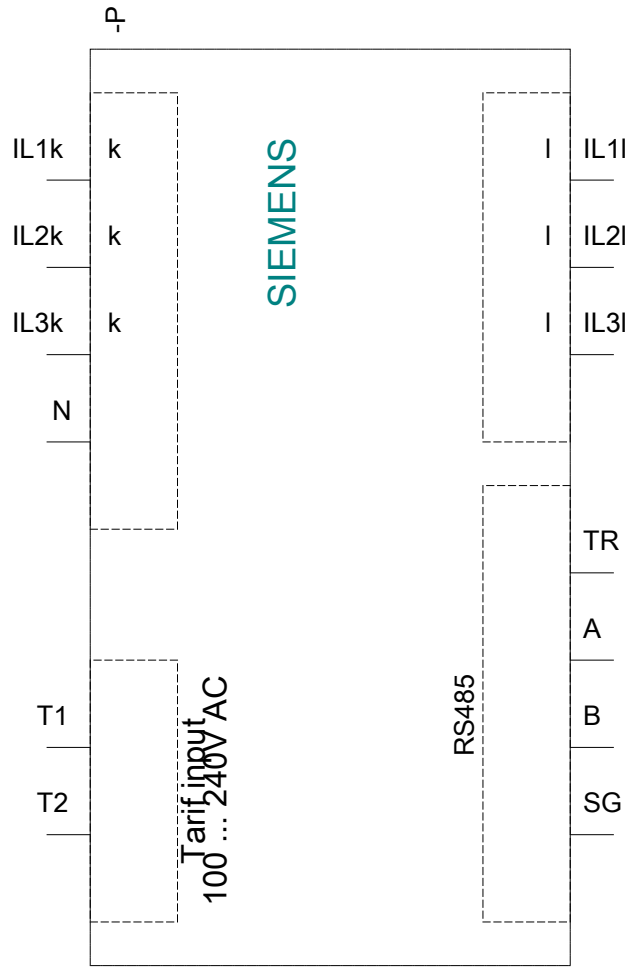 -P
SIEMENS
IL1k
k
l
IL1l
IL2k
k
l
IL2l
IL3k
k
l
IL3l
N
TR
A
T1
B
T2
SG
Tarif input
100 ... 240V AC
RS485